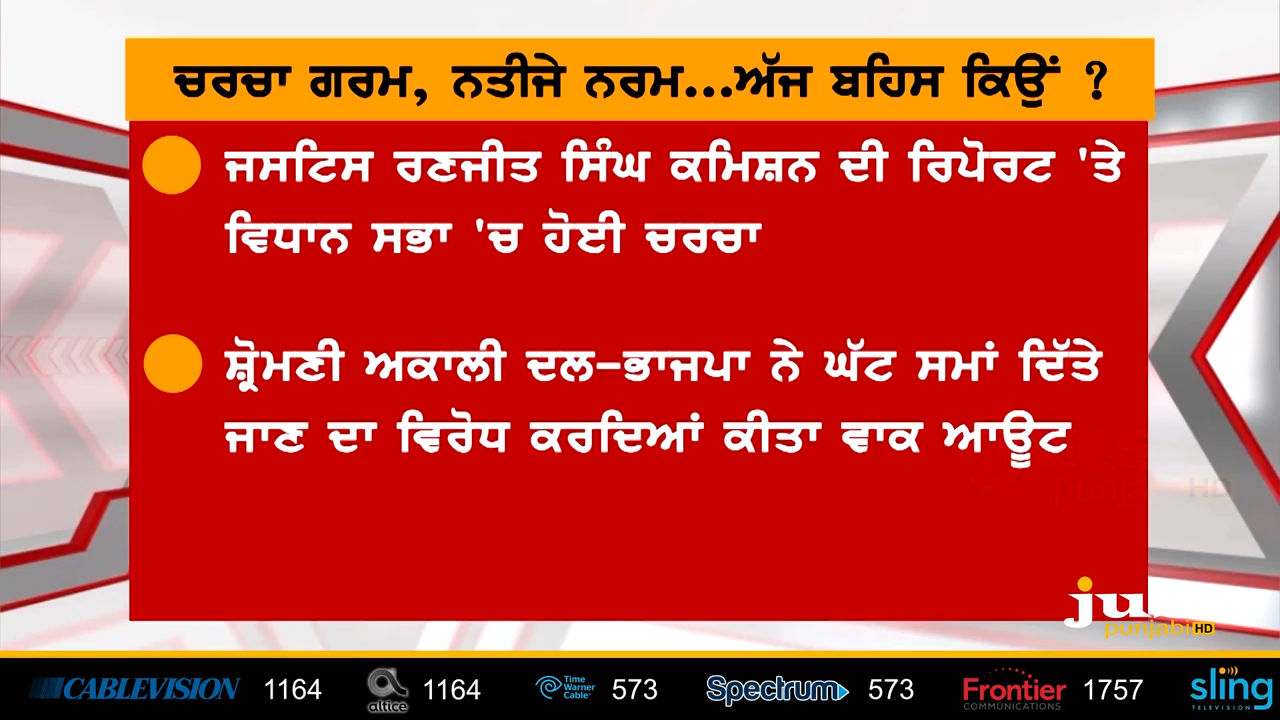 ਚਰਚਾ ਗਰਮ, ਨਤੀਜੇ ਨਰਮ...ਅੱਜ ਬਹਿਸ ਕਿਉਂ ?
ਜਸਟਿਸ ਰਣਜੀਤ ਸਿੰਘ ਕਮਿਸ਼ਨ ਦੀ ਰਿਪੋਰਟ 'ਤੇ
ਵਿਧਾਨ ਸਭਾ 'ਚ ਹੋਈ ਚਰਚਾ
ਸ਼੍ਰੋਮਣੀ ਅਕਾਲੀ ਦਲ-ਭਾਜਪਾ ਨੇ ਘੱਟ ਸਮਾਂ ਦਿੱਤੇ
ਜਾਣ ਦਾ ਵਿਰੋਧ ਕਰਦਿਆਂ ਕੀਤਾ ਵਾਕ ਆਊਟ
punjabi HD
CABLEVISION 1164 altice 1164 Time Warner Cable 573 Spectrum 573 Frontier COMMUNICATIONS 1757 sling TELEVISION